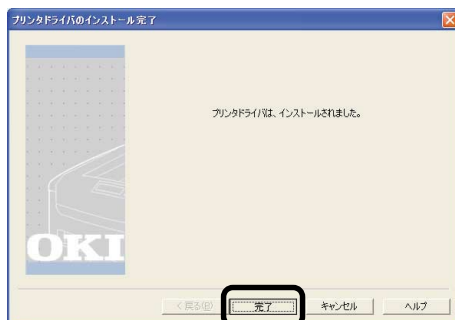 プリンタドライバのインストール完了
プリンタドライバは、インストールされました。
OKI
< 戻る(B)
完了
キャンセル
ヘルプ